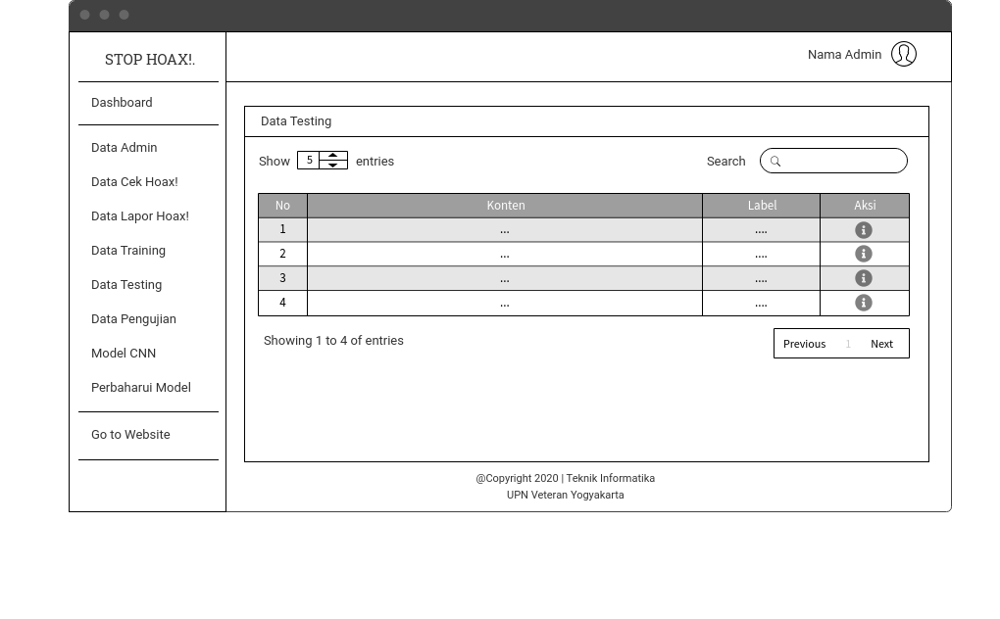 STOP HOAX!.
Nama Admin
Dashboard
Data Admin
Data Cek Hoax!
Data Lapor Hoax!
Data Training
Data Testing
Data Pengujian
Model CNN
Perbaharui Model
Go to Website
Data Testing
Show 5 entries
Search
No Konten Label Aksi
1 ... ....
2 ... ....
3 ... ....
4 ... ....
Showing 1 to 4 of entries
Previous 1 Next
@Copyright 2020 | Teknik Informatika
UPN Veteran Yogyakarta